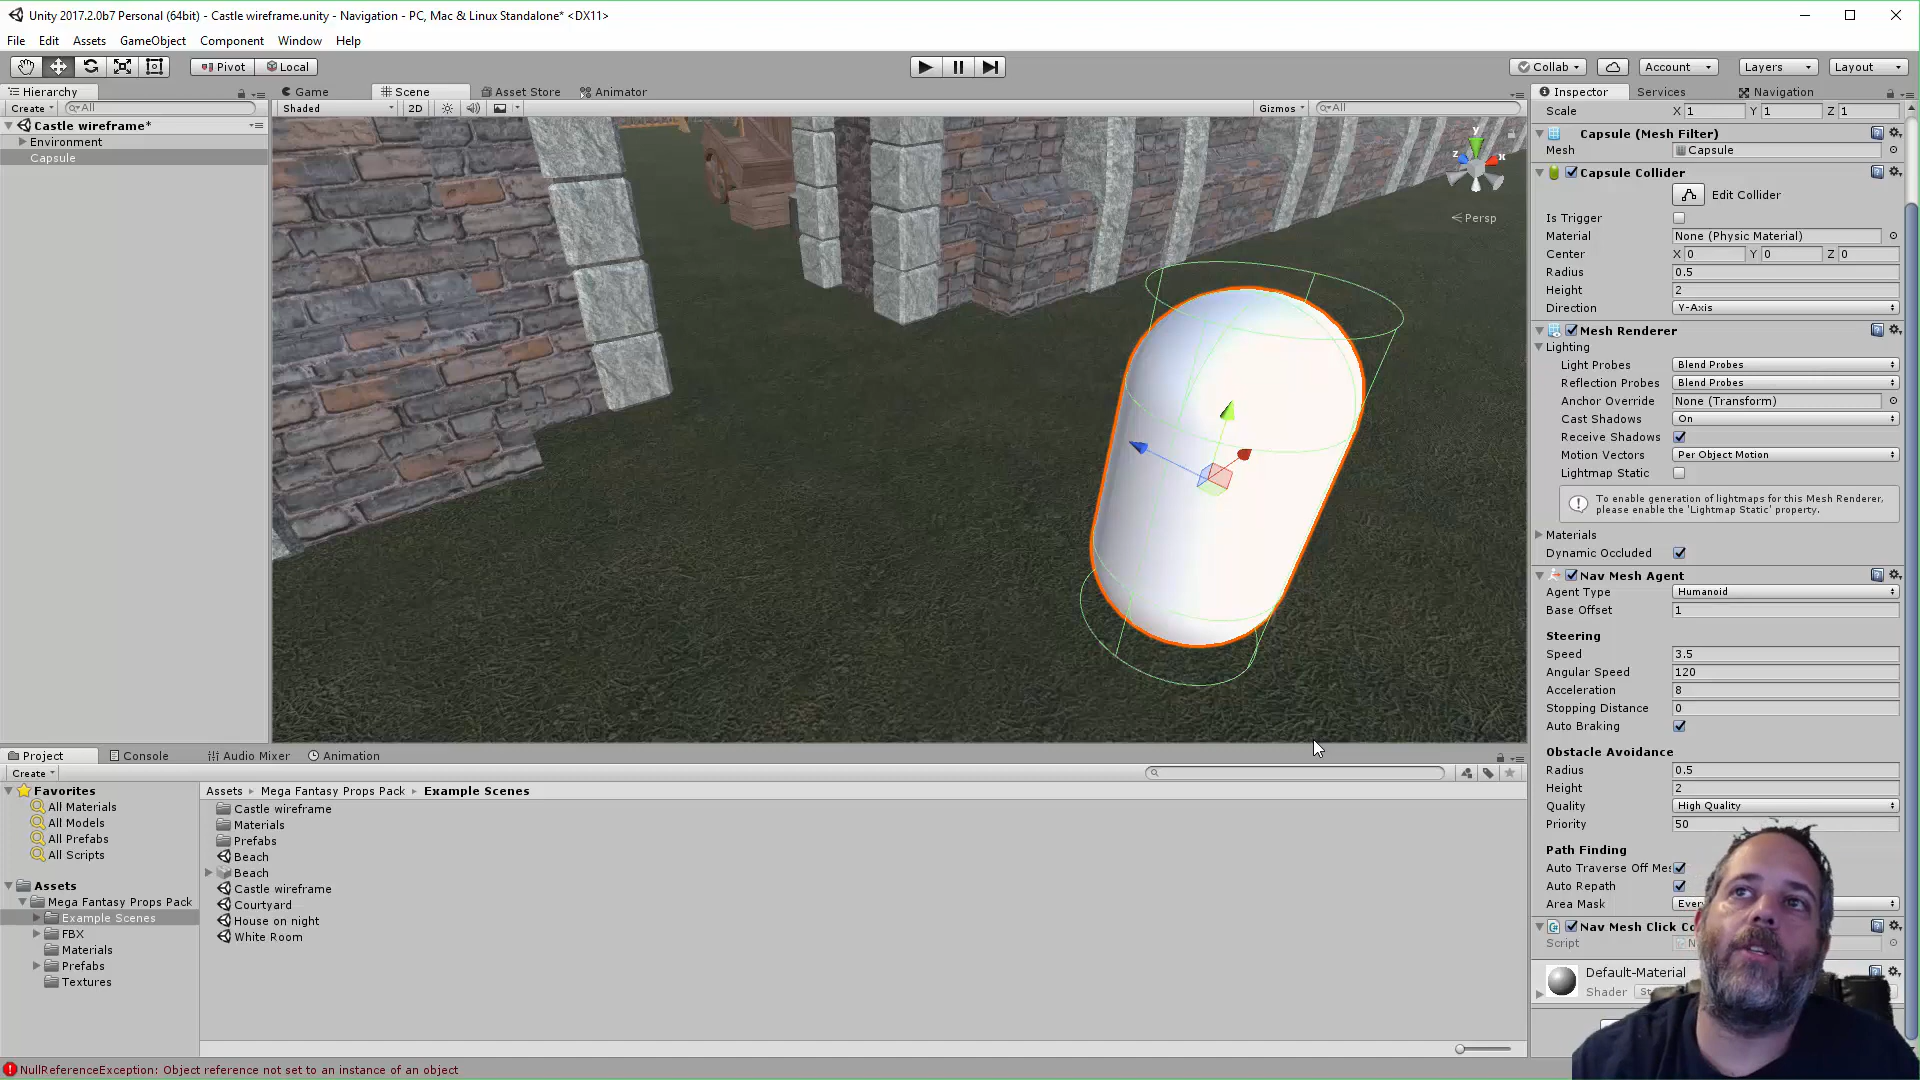 Unity 2017.2.0b7 Personal (64bit) - Castle wireframe.unity - Navigation - PC, Mac & Linux Standalone* <DX11>
File Edit Assets GameObject Component Window Help
Pivot Local Collab Account Layers Layout
Hierarchy
Create All
Castle wireframe*
Environment
Capsule
Game Scene Asset Store Animator
Shaded 2D Gizmos All
y
z x
Persp
Inspector Services Navigation
Scale X 1 Y 1 Z 1
Capsule (Mesh Filter)
Mesh Capsule
Capsule Collider
Edit Collider
Is Trigger
Material None (Physic Material)
Center X 0 Y 0 Z 0
Radius 0.5
Height 2
Direction Y-Axis
Mesh Renderer
Lighting
Light Probes Blend Probes
Reflection Probes Blend Probes
Anchor Override None (Transform)
Cast Shadows On
Receive Shadows
Motion Vectors Per Object Motion
Lightmap Static
To enable generation of lightmaps for this Mesh Renderer,
please enable the 'Lightmap Static' property.
Materials
Dynamic Occluded
Nav Mesh Agent
Agent Type Humanoid
Base Offset 1
Steering
Speed 3.5
Angular Speed 120
Acceleration 8
Stopping Distance 0
Auto Braking
Obstacle Avoidance
Radius 0.5
Height 2
Quality High Quality
Priority 50
Path Finding
Auto Traverse Off Mes
Auto Repath
Area Mask Ever
Nav Mesh Click Co
Script N
Default-Material
Shader St
Project Console Audio Mixer Animation
Create
Favorites
All Materials
All Models
All Prefabs
All Scripts
Assets
Mega Fantasy Props Pack
Example Scenes
FBX
Materials
Prefabs
Textures
Assets Mega Fantasy Props Pack Example Scenes
Castle wireframe
Materials
Prefabs
Beach
Beach
Castle wireframe
Courtyard
House on night
White Room
NullReferenceException: Object reference not set to an instance of an object